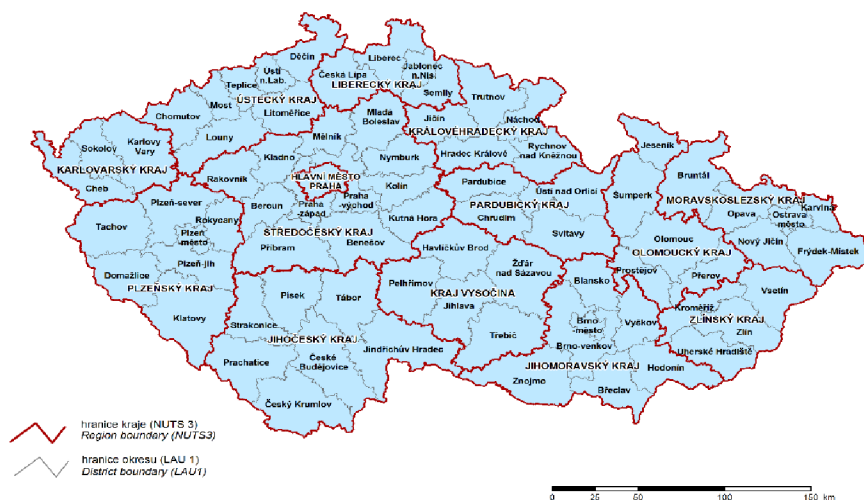 Děčín
Liberec
Ústí
n.Lab.
Česká Lípa
Jablonec
n.Nis.
Teplice
LIBERECKÝ KRAJ
Semily
Trutnov
Most
ÚSTECKÝ KRAJ
Litoměřice
Mladá
Boleslav
Jičín
Náchod
Chomutov
Louny
Mělník
KRÁLOVÉHRADECKÝ KRAJ
Sokolov
Karlovy
Vary
Kladno
Nymburk
Hradec Králové
Rychnov
nad Kněžnou
Jeseník
KARLOVARSKÝ KRAJ
Cheb
Rakovník
HLAVNÍ MĚSTO
PRAHA
Kolín
Pardubice
Ústí nad Orlicí
Šumperk
Bruntál
Plzeň-sever
Beroun
Praha
západ
Praha
východ
PARDUBICKÝ KRAJ
MORAVSKOSLEZSKÝ KRAJ
Karviná
Tachov
Rokycany
Kutná Hora
Chrudim
Opava
Ostrava
město
Plzeň
město
STŘEDOČESKÝ KRAJ
Svitavy
Olomouc
Nový Jičín
Příbram
Benešov
Havlíčkův Brod
OLOMOUCKÝ KRAJ
Frýdek-Místek
Domažlice
Plzeň-jih
Žďár
nad Sázavou
Prostějov
Přerov
PLZEŇSKÝ KRAJ
Písek
Tábor
Pelhřimov
KRAJ VYSOČINA
Blansko
Vsetín
Klatovy
Jihlava
Kroměříž
Strakonice
JIHOČESKÝ KRAJ
Třebíč
Brno
město
Vyškov
ZLÍNSKÝ KRAJ
Zlín
Prachatice
České
Budějovice
Jindřichův Hradec
Brno-venkov
Uherské Hradiště
JIHOMORAVSKÝ KRAJ
Hodonín
Znojmo
Břeclav
Český Krumlov
hranice kraje (NUTS 3)
Region boundary (NUTS3)
hranice okresu (LAU 1)
District boundary (LAU1)
0 25 50 100 150 km